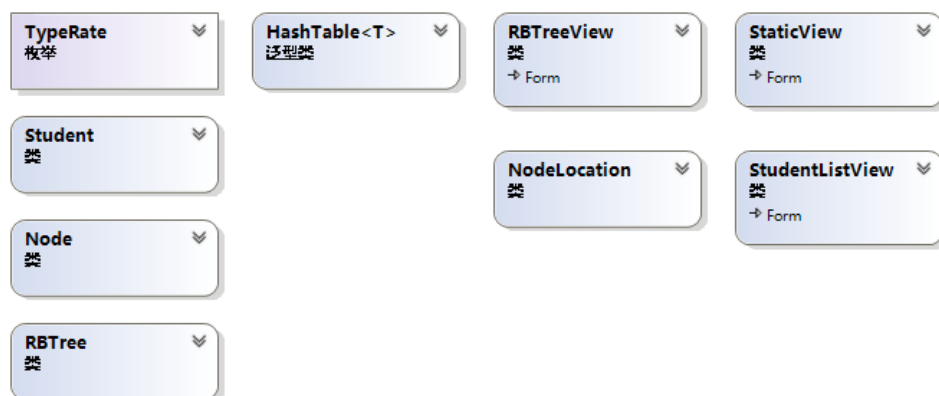 TypeRate
枚举
HashTable<T>
泛型类
RBTreeView
类
Form
StaticView
类
Form
Student
类
NodeLocation
类
StudentListView
类
Form
Node
类
RBTree
类